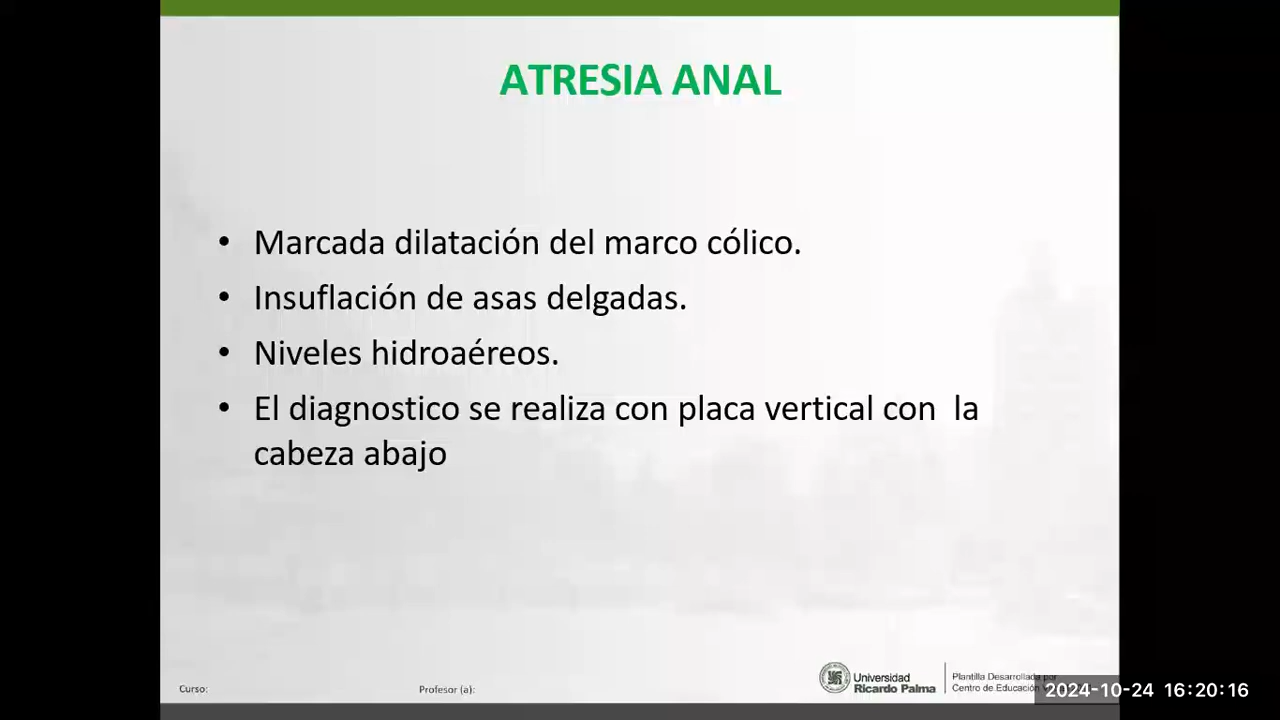 ATRESIA ANAL
• Marcada dilatación del marco cólico.
• Insuflación de asas delgadas.
• Niveles hidroaéreos.
• El diagnostico se realiza con placa vertical con  la
cabeza abajo
Curso:
Profesor (a):
Universidad
Ricardo Palma
Plantilla Desarrollada por
Centro de Educación
2024-10-24 16:20:16